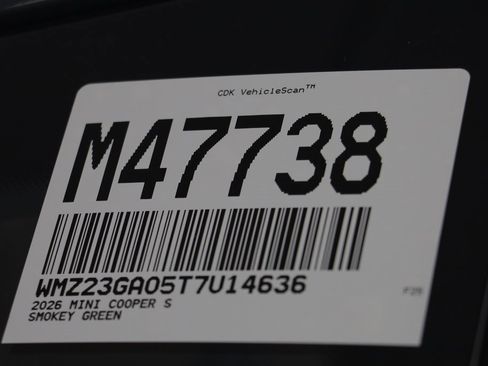 CDK VehicleScan™
M47738
WMZ23GA05T7U14636
2026 MINI COOPER S
SMOKEY GREEN